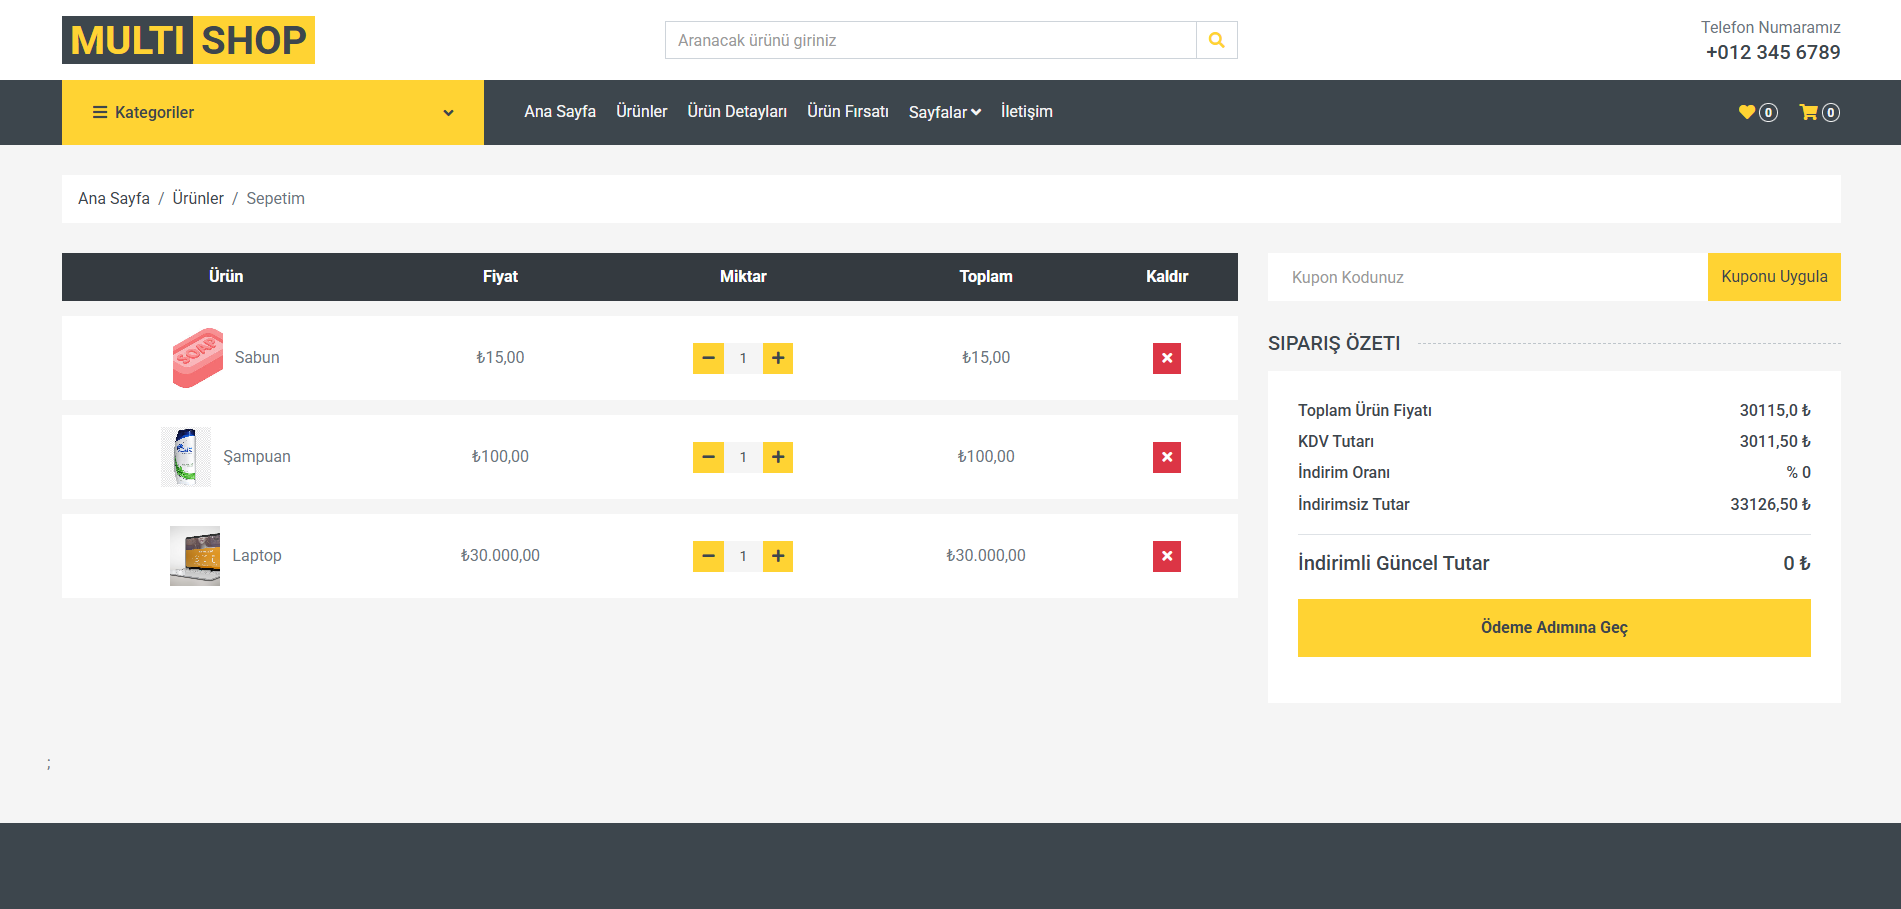 MULTI SHOP
Aranacak ürünü giriniz
Telefon Numaramız
+012 345 6789
Kategoriler
Ana Sayfa Ürünler Ürün Detayları Ürün Fırsatı Sayfalar İletişim
0 0
Ana Sayfa / Ürünler / Sepetim
Ürün Fiyat Miktar Toplam Kaldır
SOAP Sabun ₺15,00 1 ₺15,00
Şampuan ₺100,00 1 ₺100,00
Laptop ₺30.000,00 1 ₺30.000,00
Kupon Kodunuz Kuponu Uygula
SIPARIŞ ÖZETI
Toplam Ürün Fiyatı 30115,0 ₺
KDV Tutarı 3011,50 ₺
İndirim Oranı % 0
İndirimsiz Tutar 33126,50 ₺
İndirimli Güncel Tutar 0 ₺
Ödeme Adımına Geç
;